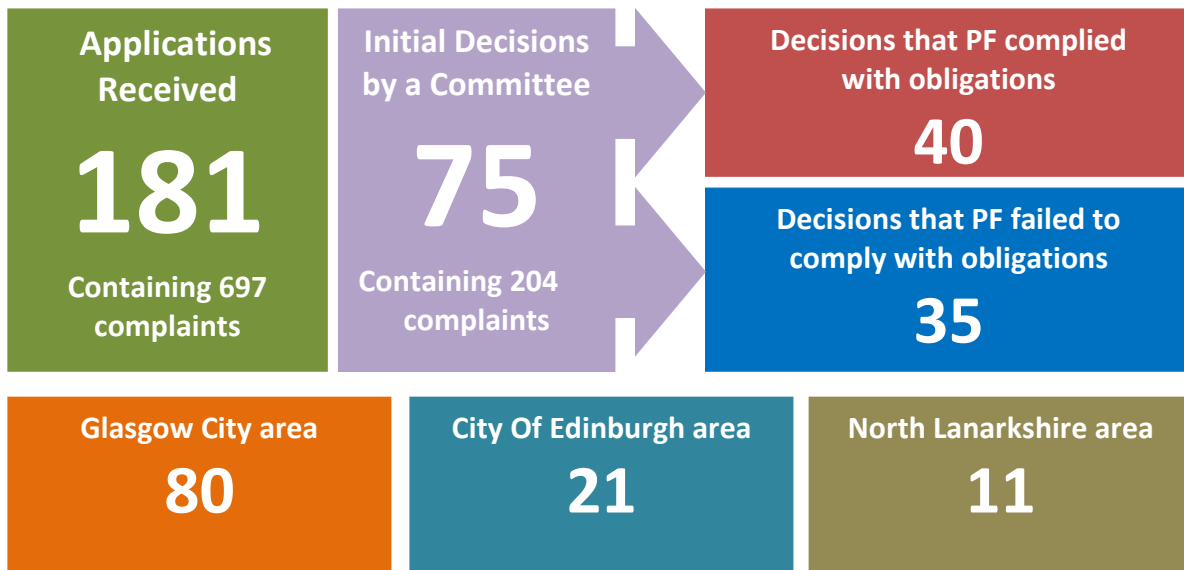 Applications
Received
181
Containing 697
complaints
Initial Decisions
by a Committee
75
Containing 204
complaints
Decisions that PF complied
with obligations
40
Decisions that PF failed to
comply with obligations
35
Glasgow City area
80
City Of Edinburgh area
21
North Lanarkshire area
11